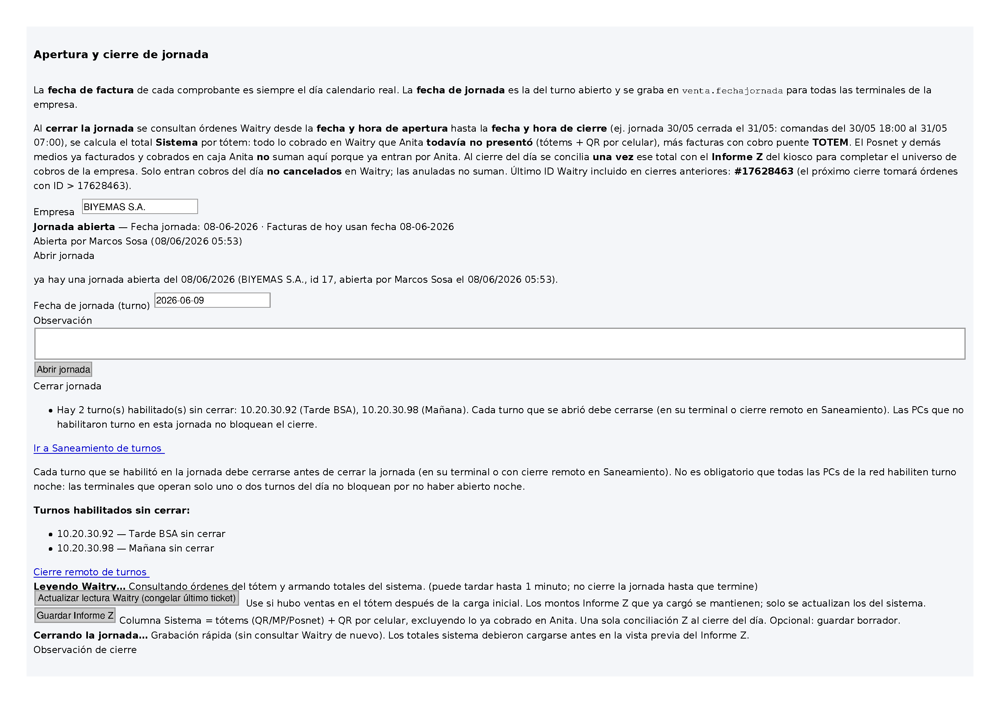 Apertura y cierre de jornada
La fecha de factura de cada comprobante es siempre el día calendario real. La fecha de jornada es la del turno abierto y se graba en venta.fechajornada para todas las terminales de la
empresa.
Al cerrar la jornada se consultan órdenes Waitry desde la fecha y hora de apertura hasta la fecha y hora de cierre (ej. jornada 30/05 cerrada el 31/05: comandas del 30/05 18:00 al 31/05
07:00), se calcula el total Sistema por tótem: todo lo cobrado en Waitry que Anita todavía no presentó (tótems + QR por celular), más facturas con cobro puente TOTEM. El Posnet y demás
medios ya facturados y cobrados en caja Anita no suman aquí porque ya entran por Anita. Al cierre del día se concilia una vez ese total con el Informe Z del kiosco para completar el universo de
cobros de la empresa. Solo entran cobros del día no cancelados en Waitry; las anuladas no suman. Último ID Waitry incluido en cierres anteriores: #17628463 (el próximo cierre tomará órdenes
con ID > 17628463).
Empresa BIYEMAS S.A.
Jornada abierta — Fecha jornada: 08-06-2026 · Facturas de hoy usan fecha 08-06-2026
Abierta por Marcos Sosa (08/06/2026 05:53)
Abrir jornada
ya hay una jornada abierta del 08/06/2026 (BIYEMAS S.A., id 17, abierta por Marcos Sosa el 08/06/2026 05:53).
Fecha de jornada (turno) 2026-06-09
Observación
Abrir jornada
Cerrar jornada
• Hay 2 turno(s) habilitado(s) sin cerrar: 10.20.30.92 (Tarde BSA), 10.20.30.98 (Mañana). Cada turno que se abrió debe cerrarse (en su terminal o cierre remoto en Saneamiento). Las PCs que no
habilitaron turno en esta jornada no bloquean el cierre.
Ir a Saneamiento de turnos
Cada turno que se habilitó en la jornada debe cerrarse antes de cerrar la jornada (en su terminal o con cierre remoto en Saneamiento). No es obligatorio que todas las PCs de la red habiliten turno
noche: las terminales que operan solo uno o dos turnos del día no bloquean por no haber abierto noche.
Turnos habilitados sin cerrar:
• 10.20.30.92 — Tarde BSA sin cerrar
• 10.20.30.98 — Mañana sin cerrar
Cierre remoto de turnos
Leyendo Waitry… Consultando órdenes del tótem y armando totales del sistema. (puede tardar hasta 1 minuto; no cierre la jornada hasta que termine)
Actualizar lectura Waitry (congelar último ticket) Use si hubo ventas en el tótem después de la carga inicial. Los montos Informe Z que ya cargó se mantienen; solo se actualizan los del sistema.
Guardar Informe Z Columna Sistema = tótems (QR/MP/Posnet) + QR por celular, excluyendo lo ya cobrado en Anita. Una sola conciliación Z al cierre del día. Opcional: guardar borrador.
Cerrando la jornada… Grabación rápida (sin consultar Waitry de nuevo). Los totales sistema debieron cargarse antes en la vista previa del Informe Z.
Observación de cierre